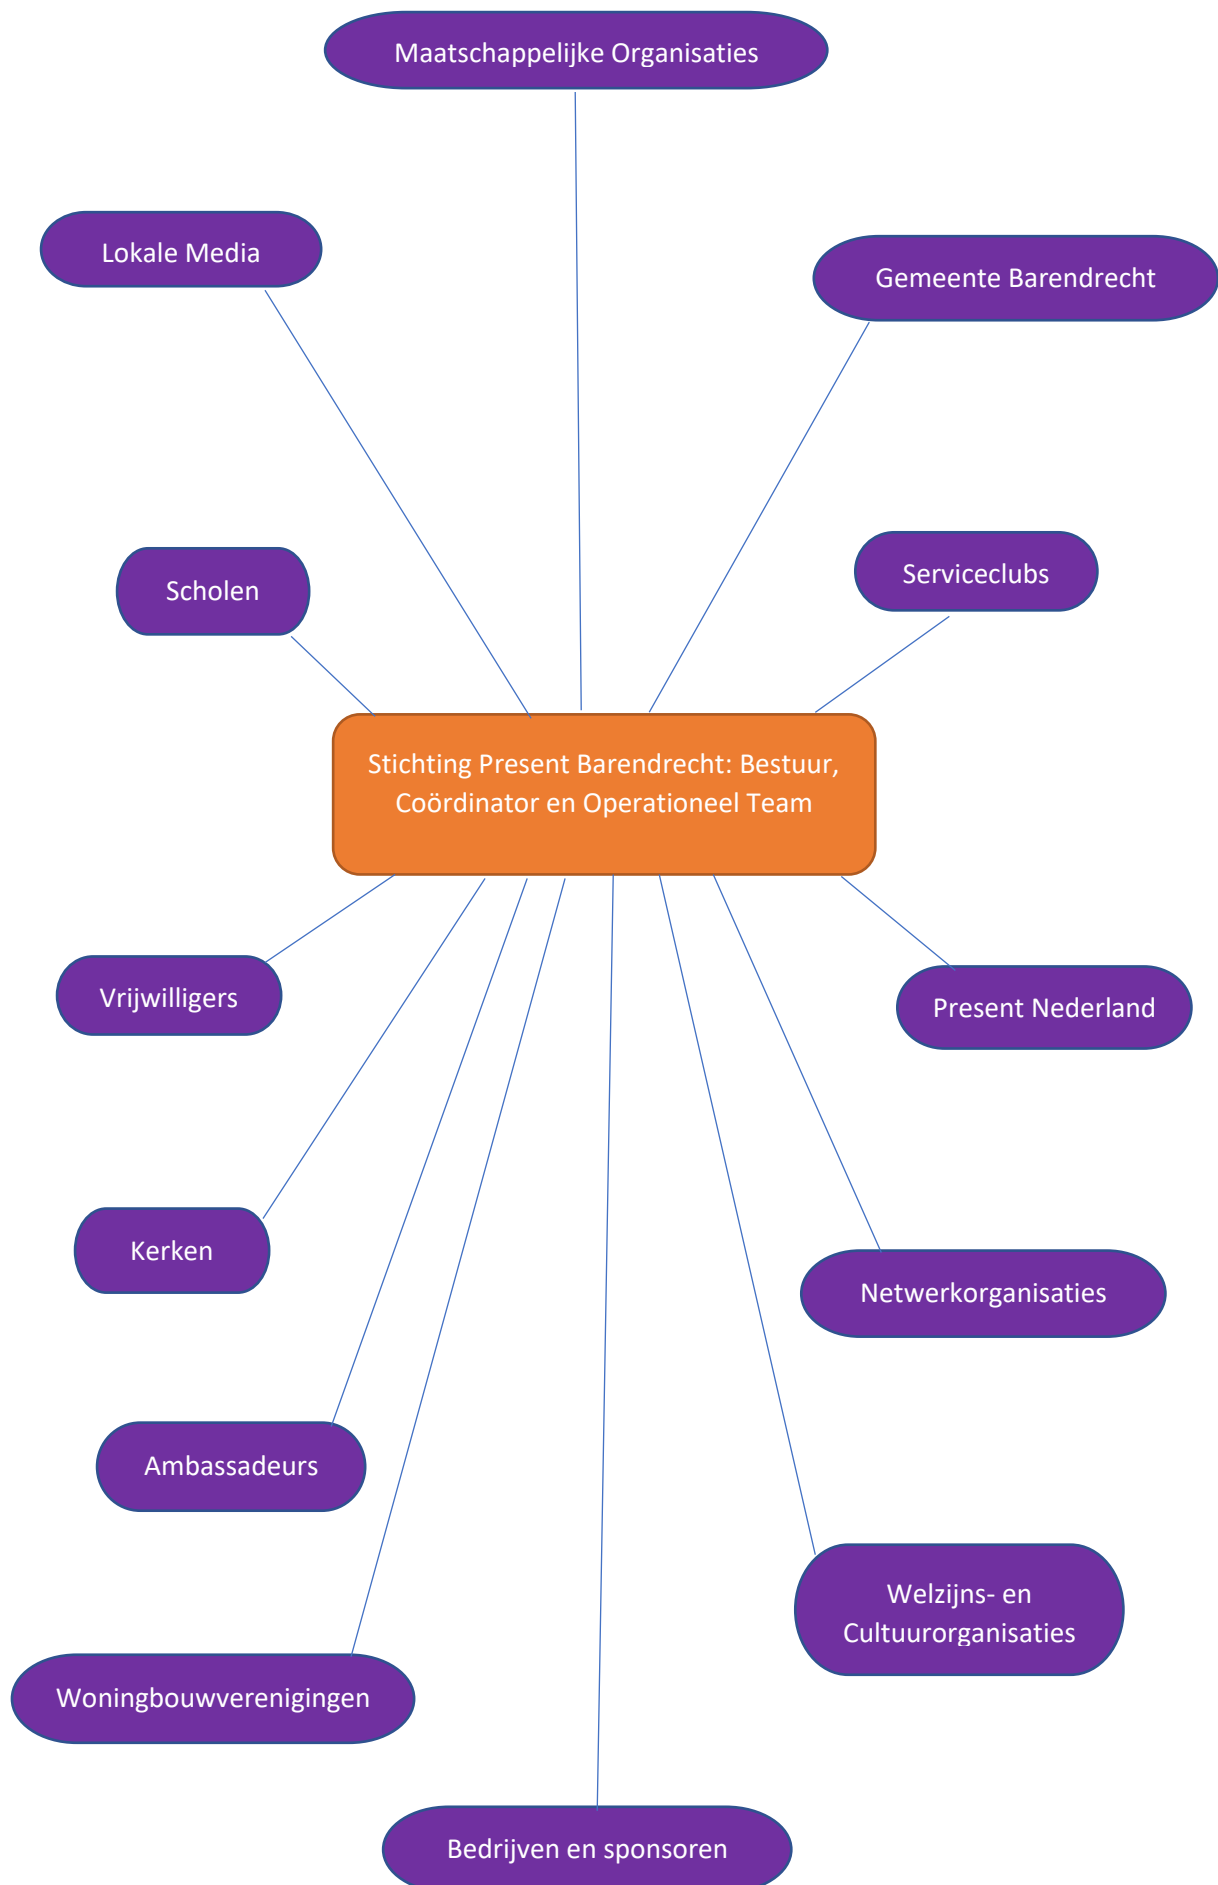 Maatschappelijke Organisaties
Lokale Media
Gemeente Barendrecht
Serviceclubs
Scholen
Stichting Present Barendrecht: Bestuur,
Coördinator en Operationeel Team
Vrijwilligers
Present Nederland
Kerken
Netwerkorganisaties
Ambassadeurs
Welzijns- en
Cultuurorganisaties
Woningbouwverenigingen
Bedrijven en sponsoren